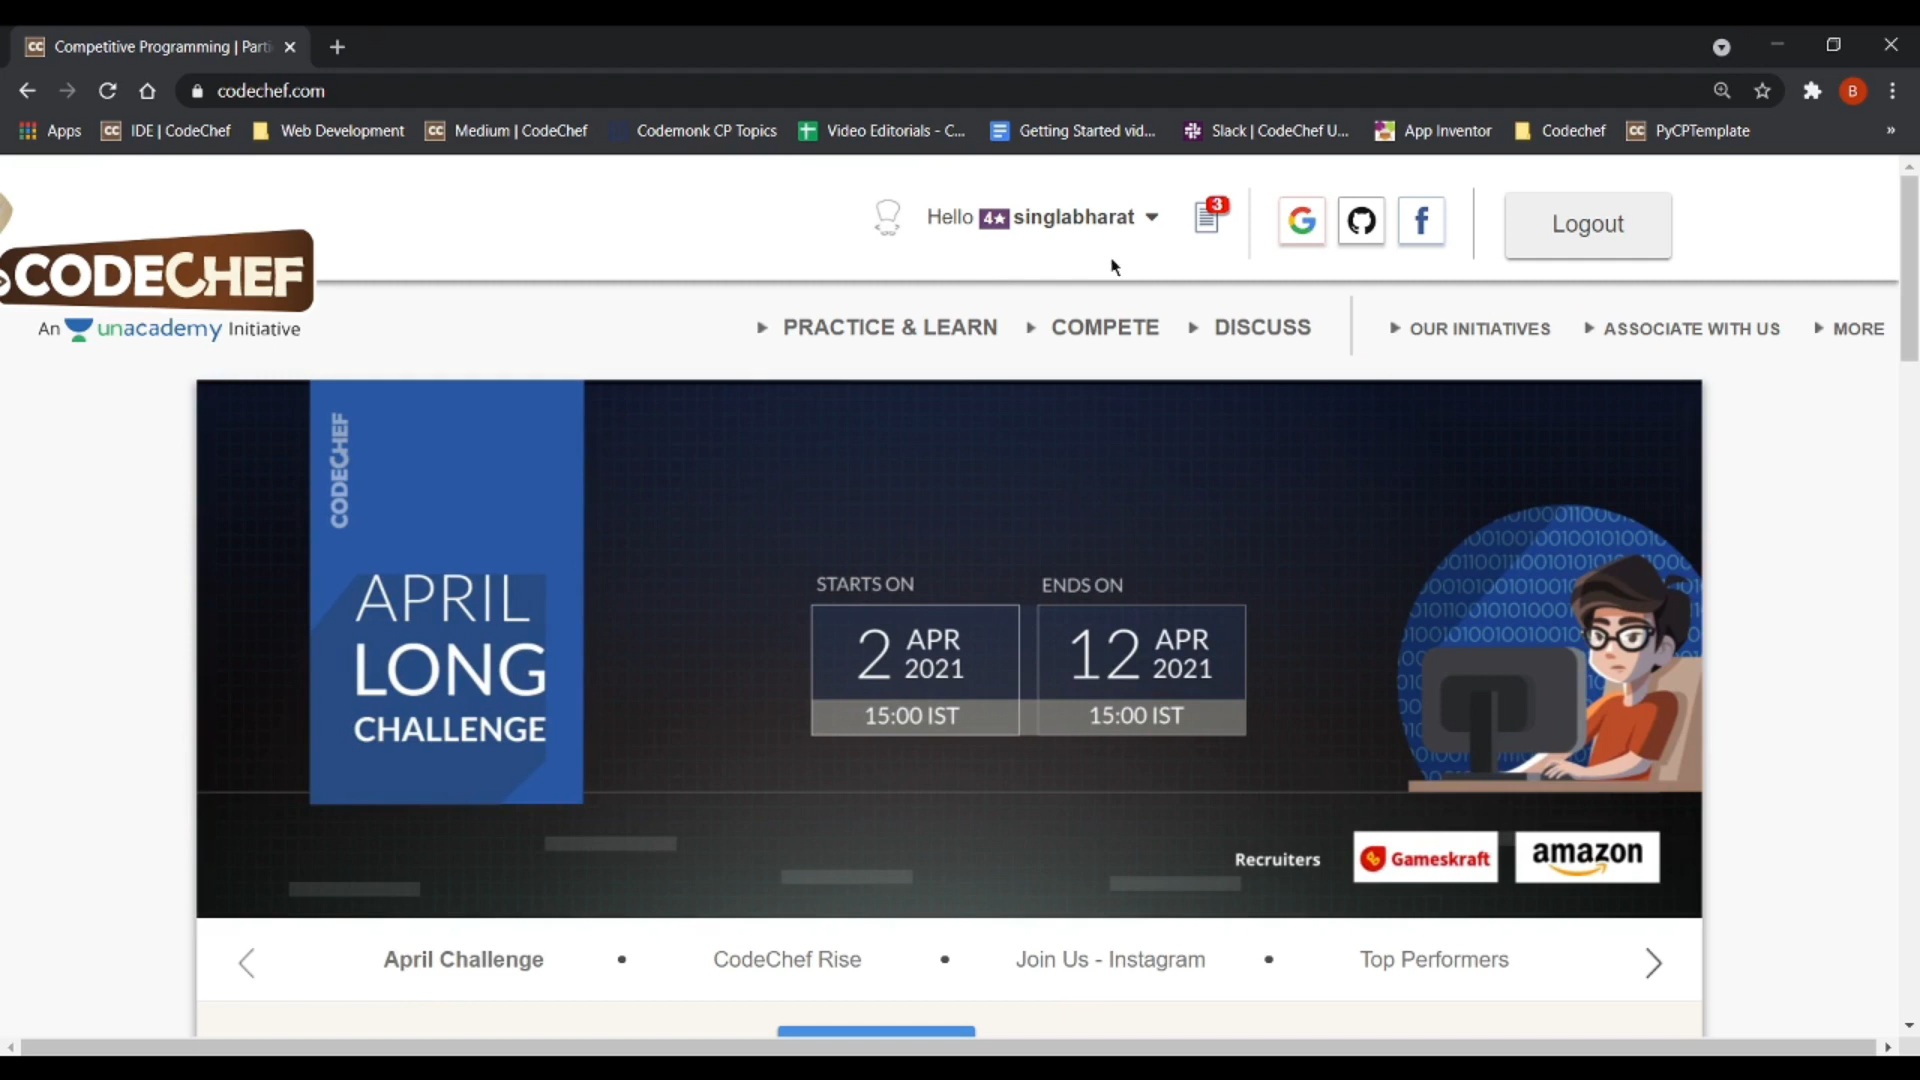 CC Competitive Programming | Parti
codechef.com
B
Apps
CC IDE | CodeChef
Web Development
CC Medium | CodeChef
Codemonk CP Topics
Video Editorials - C...
Getting Started vid...
Slack | CodeChef U...
App Inventor
Codechef
CC PyCPTemplate
»
Hello 4★ singlabharat
3
G
f
Logout
CODECHEF
An unacademy Initiative
PRACTICE & LEARN
COMPETE
DISCUSS
OUR INITIATIVES
ASSOCIATE WITH US
MORE
CODECHEF
APRIL
LONG
CHALLENGE
STARTS ON
2 APR
2021
15:00 IST
ENDS ON
12 APR
2021
15:00 IST
Recruiters
Gameskraft
amazon
April Challenge
CodeChef Rise
Join Us - Instagram
Top Performers